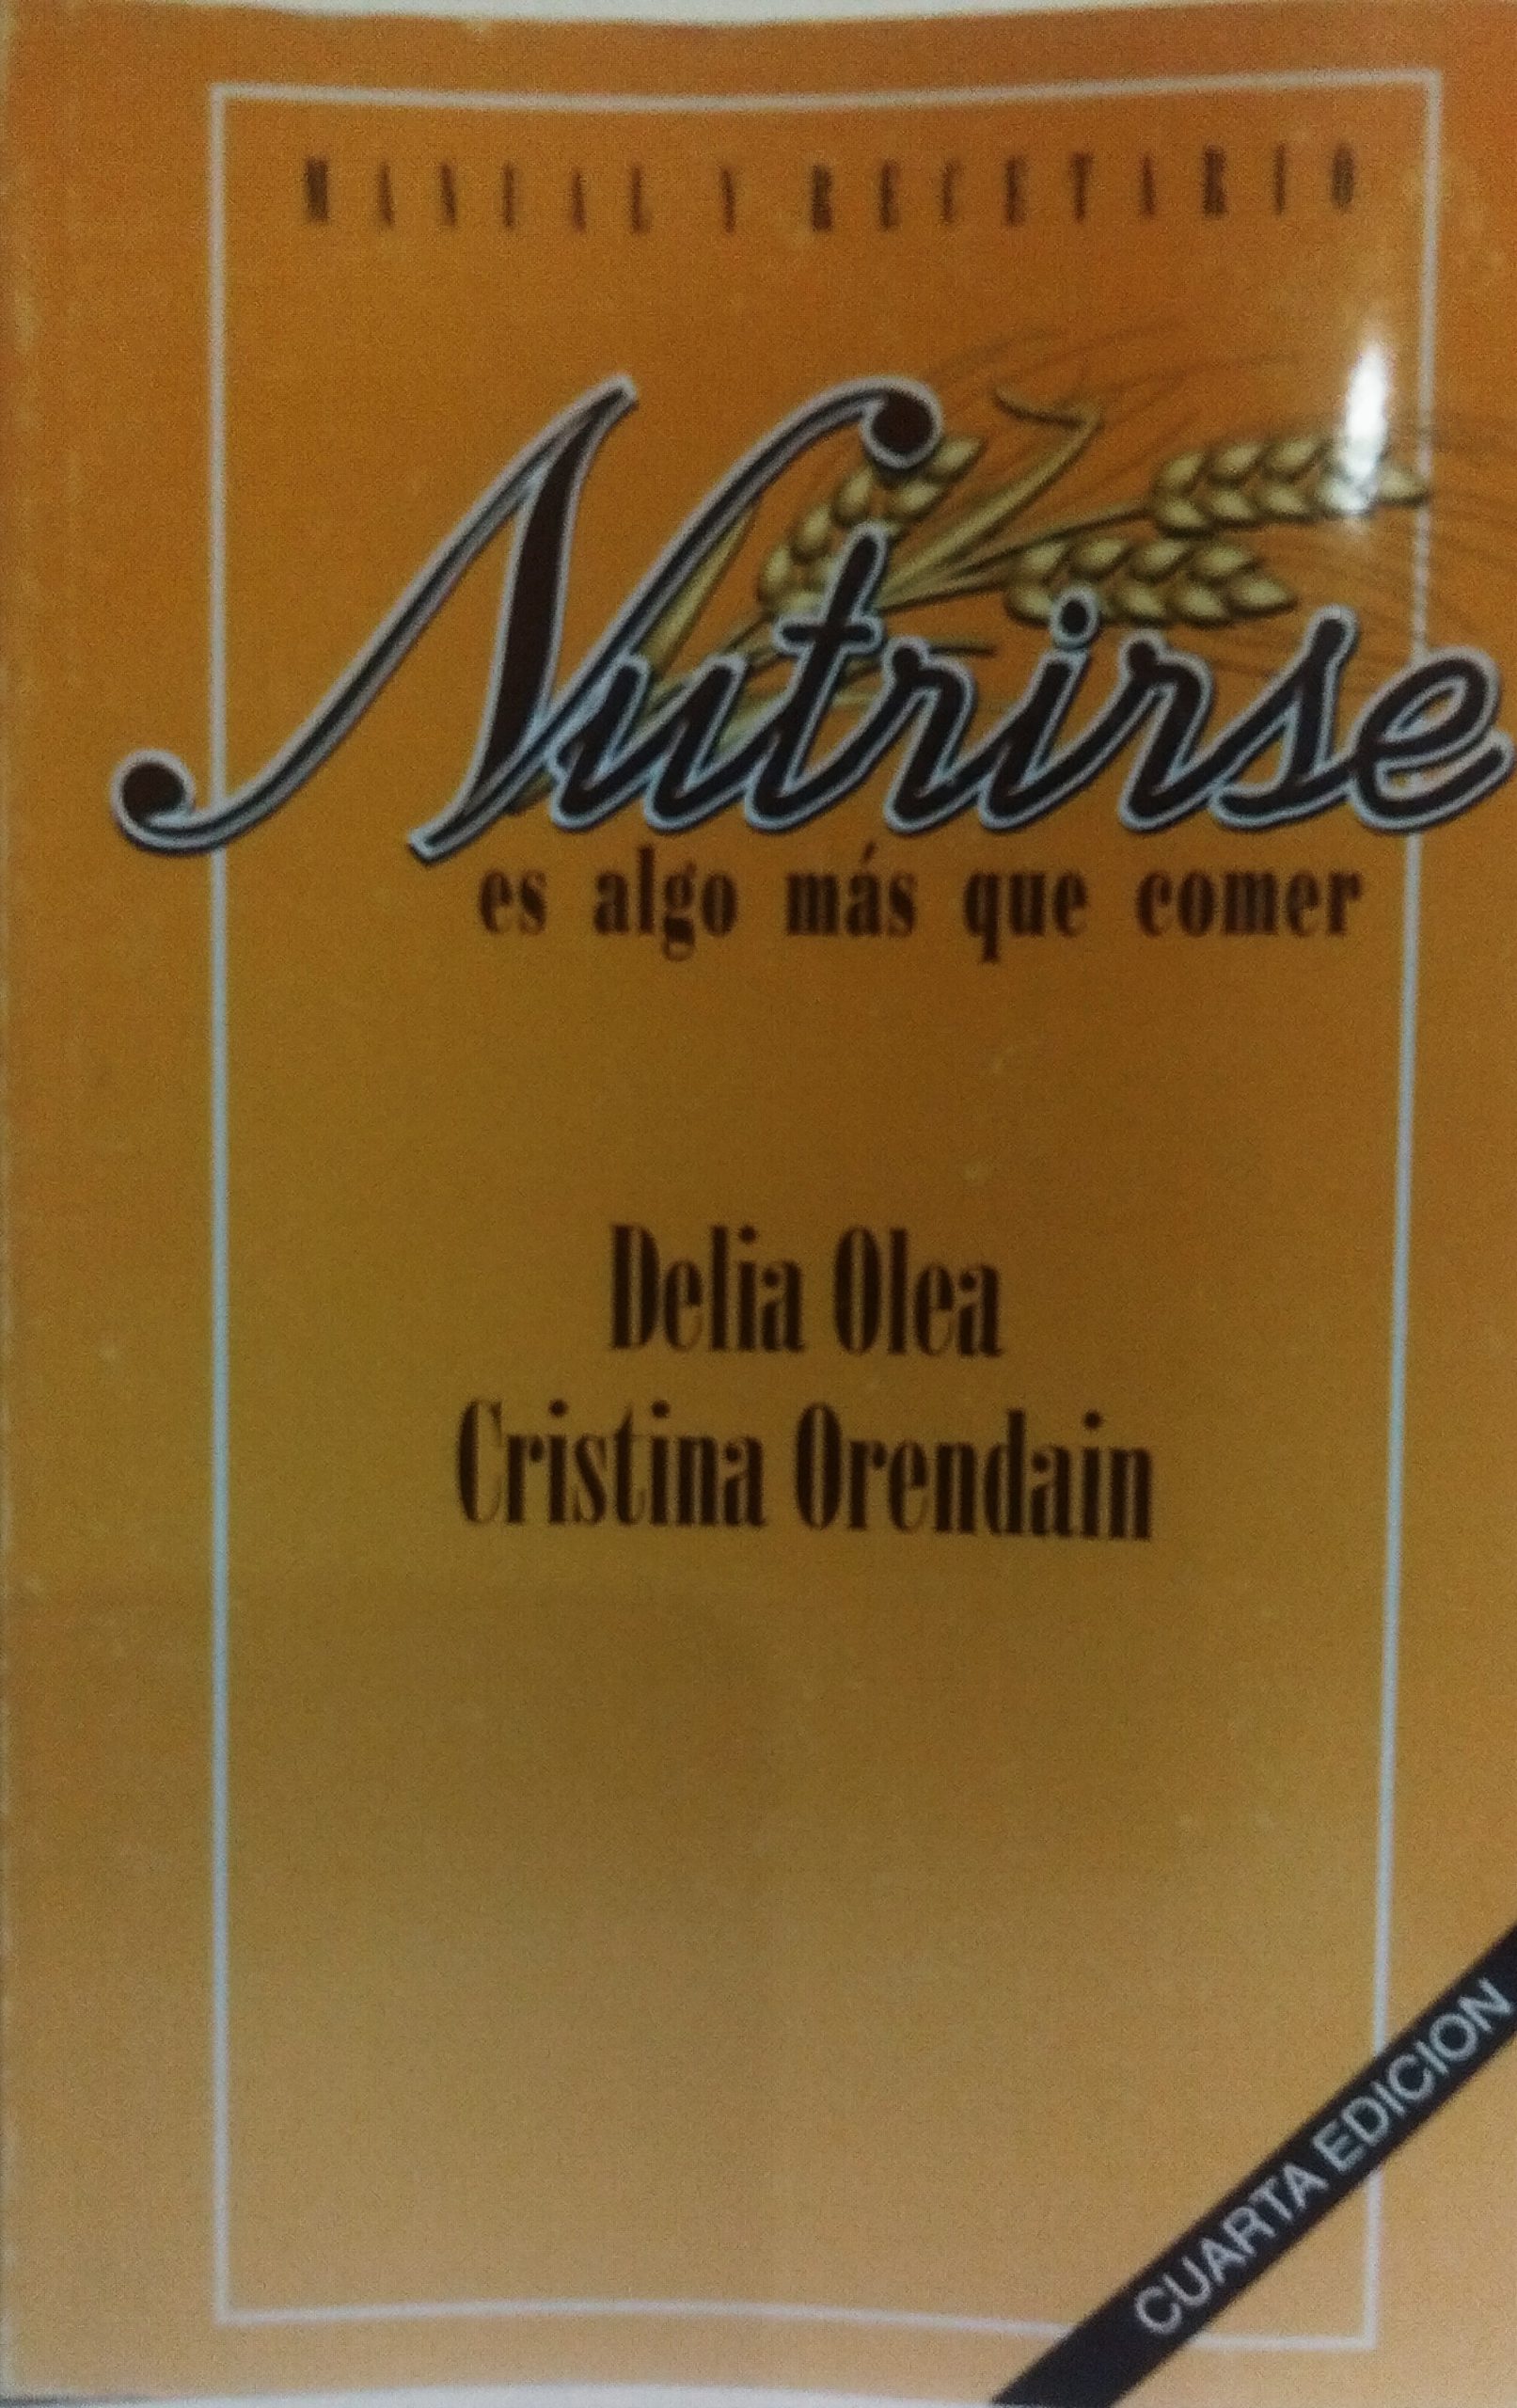 MANUAL Y RECETARIO
Nutrirse
es algo más que comer
Delia Olea
Cristina Orendain
CUARTA EDICION